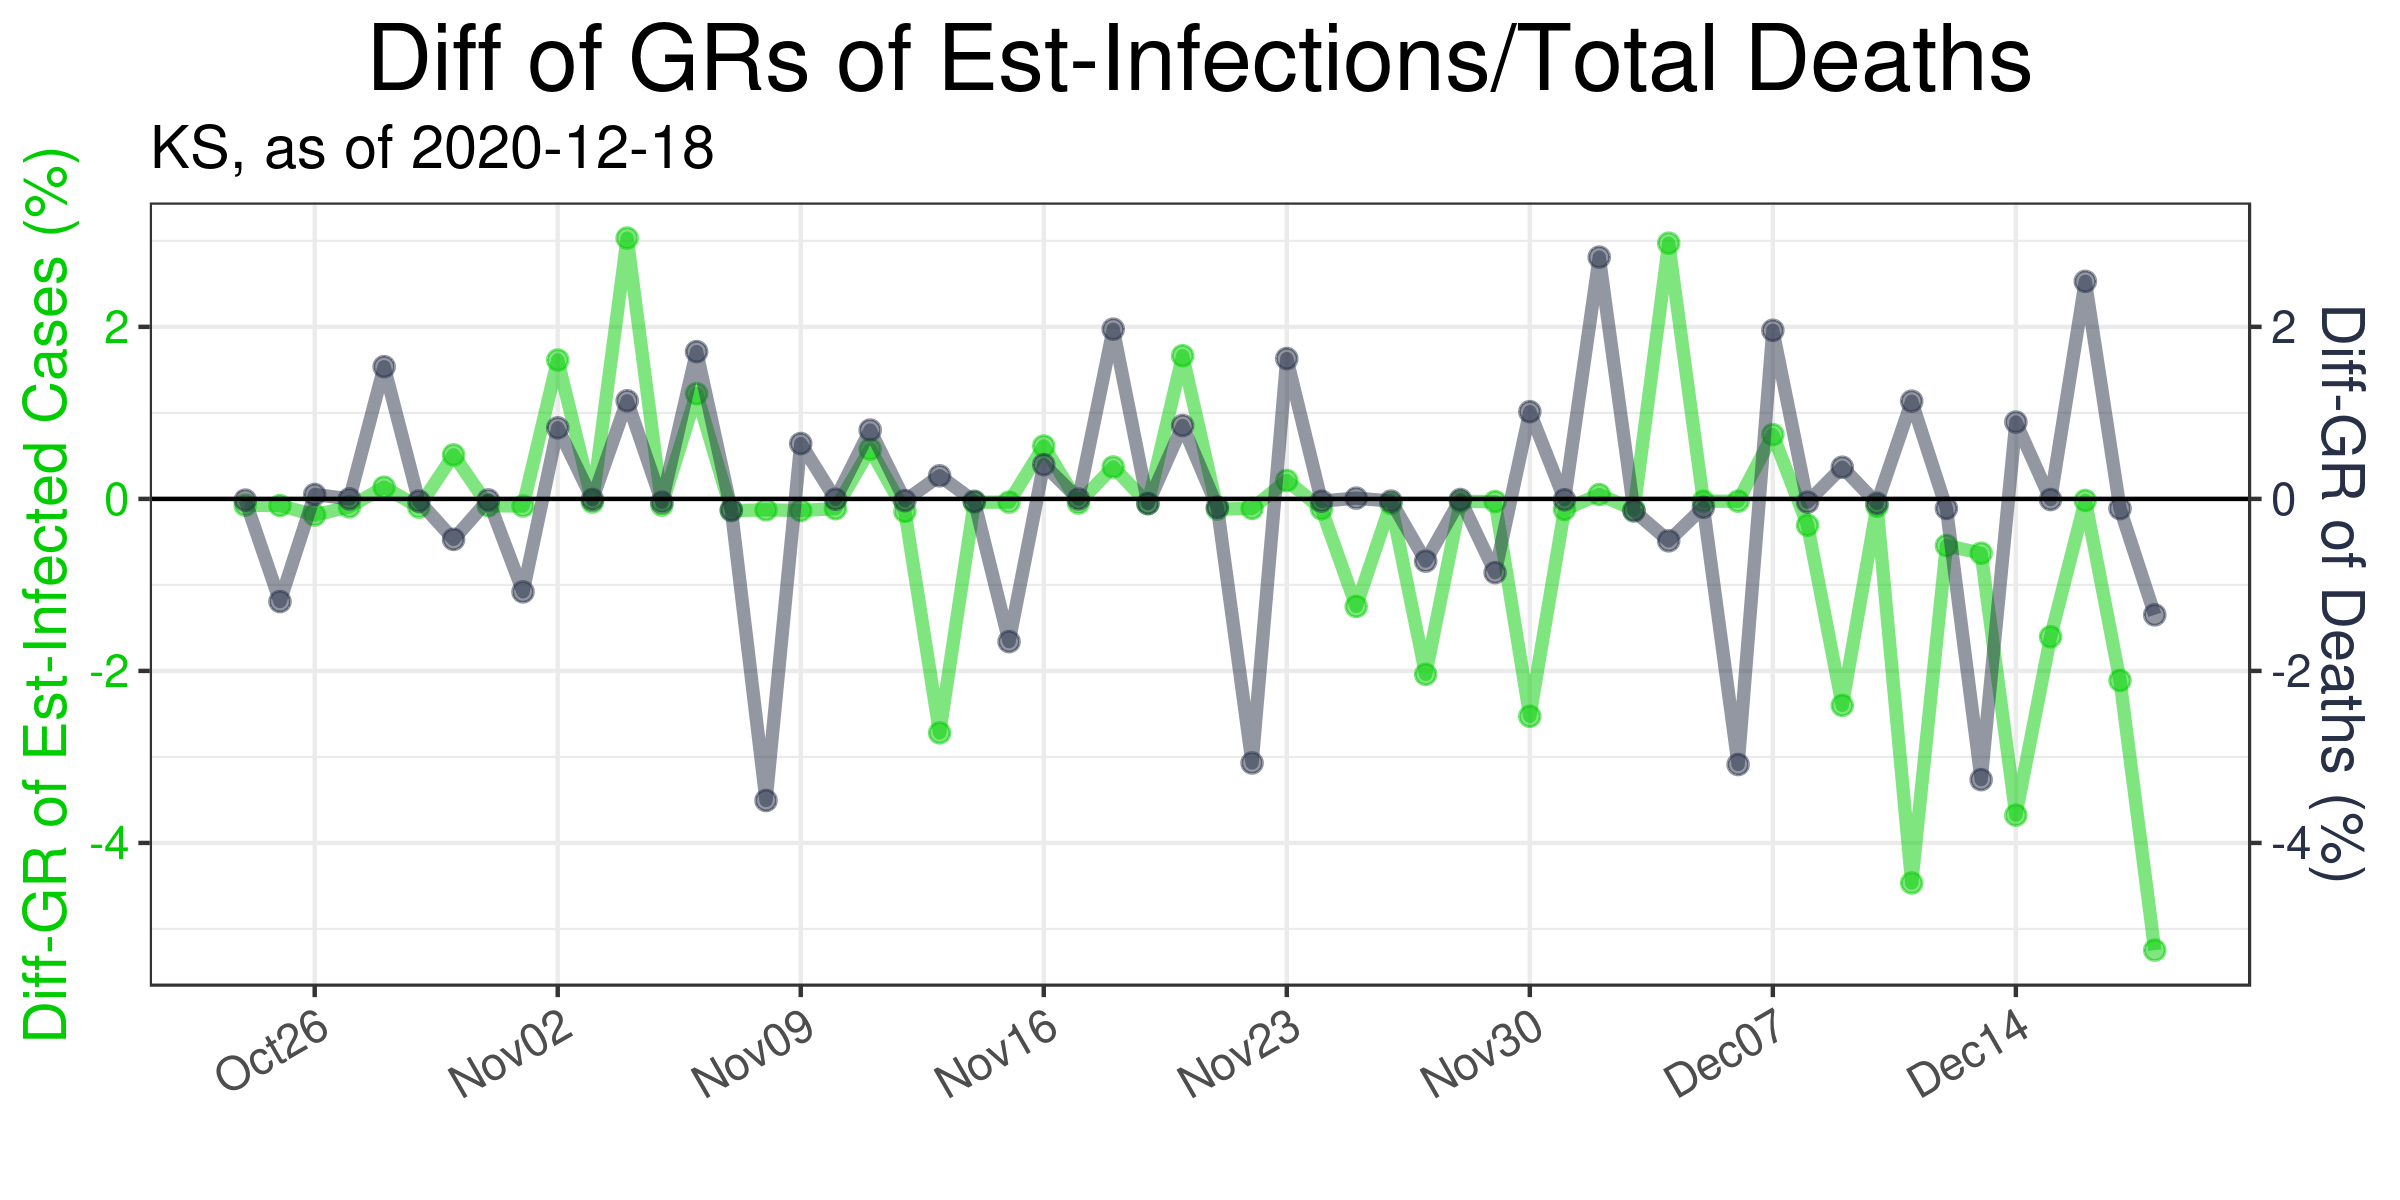 Diff of GRs of Est-Infections/Total Deaths
KS, as of 2020-12-18
Diff-GR of Est-Infected Cases (%)
2
0
-2
-4
2
0
-2
-4
Diff-GR of Deaths (%)
Oct26
Nov02
Nov09
Nov16
Nov23
Nov30
Dec07
Dec14